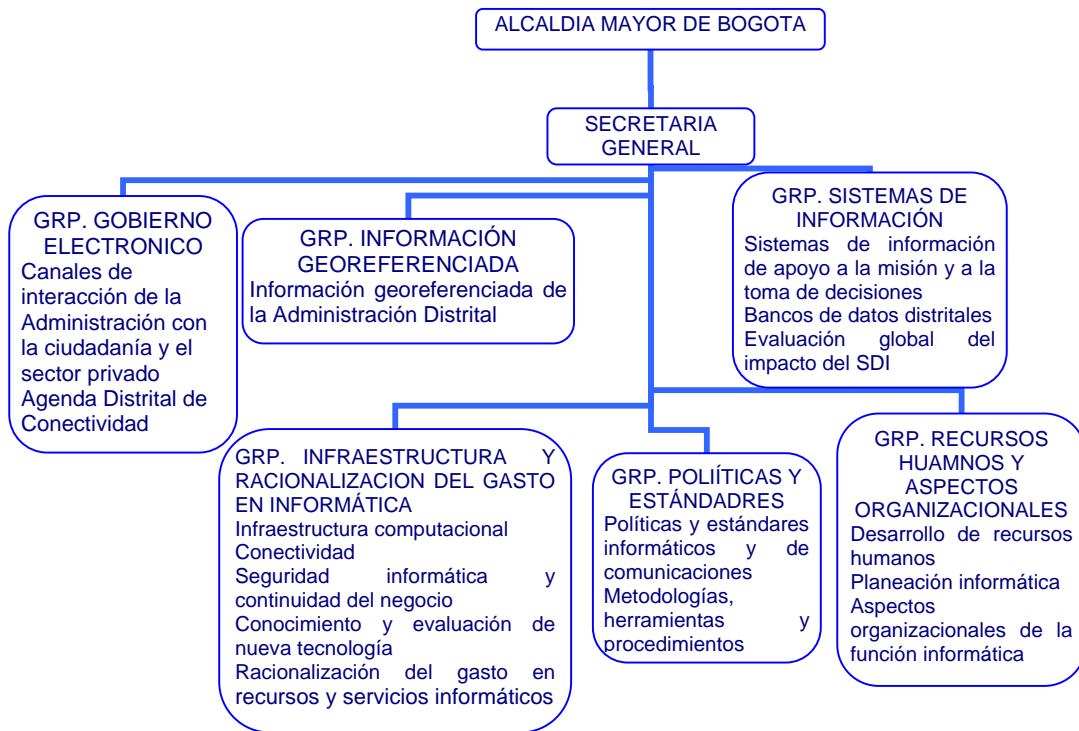 ALCALDIA MAYOR DE BOGOTA
SECRETARIA
GENERAL
GRP. GOBIERNO
ELECTRONICO
Canales de
interacción de la
Administración con
la ciudadanía y el
sector privado
Agenda Distrital de
Conectividad
GRP. INFORMACIÓN
GEOREFERENCIADA
Información georeferenciada de
la Administración Distrital
GRP. SISTEMAS DE
INFORMACIÓN
Sistemas de información
de apoyo a la misión y a la
toma de decisiones
Bancos de datos distritales
Evaluación global del
impacto del SDI
GRP. INFRAESTRUCTURA Y
RACIONALIZACION DEL GASTO
EN INFORMÁTICA
Infraestructura computacional
Conectividad
Seguridad informática y
continuidad del negocio
Conocimiento y evaluación de
nueva tecnología
Racionalización del gasto en
recursos y servicios informáticos
GRP. POLIÍTICAS Y
ESTÁNDADRES
Políticas y estándares
informáticos y de
comunicaciones
Metodologías,
herramientas y
procedimientos
GRP. RECURSOS
HUAMNOS Y
ASPECTOS
ORGANIZACIONALES
Desarrollo de recursos
humanos
Planeación informática
Aspectos
organizacionales de la
función informática